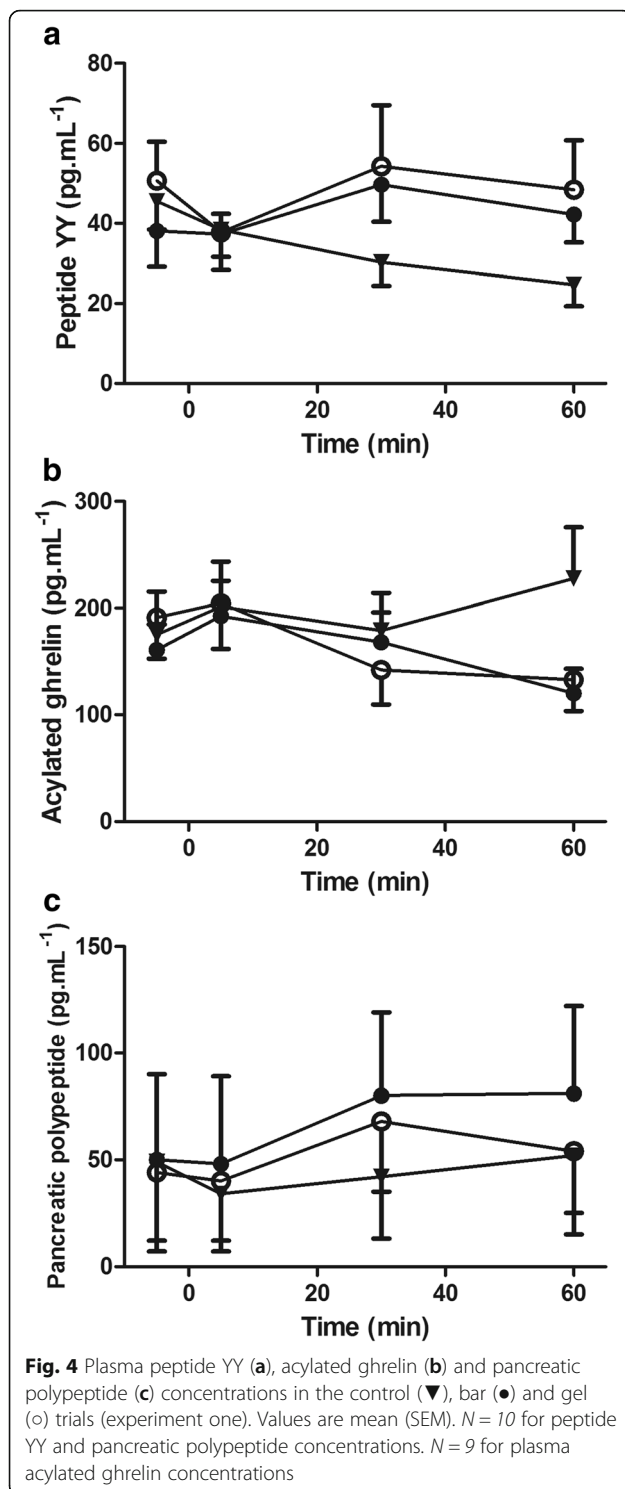 a
80
60
40
20
0
Peptide YY (pg.mL⁻¹)
0 20 40 60
Time (min)
b
300
200
100
0
Acylated ghrelin (pg.mL⁻¹)
0 20 40 60
Time (min)
c
150
100
50
0
Pancreatic polypeptide (pg.mL⁻¹)
0 20 40 60
Time (min)
Fig. 4 Plasma peptide YY (a), acylated ghrelin (b) and pancreatic
polypeptide (c) concentrations in the control (▼), bar (●) and gel
(○) trials (experiment one). Values are mean (SEM). N = 10 for peptide
YY and pancreatic polypeptide concentrations. N = 9 for plasma
acylated ghrelin concentrations